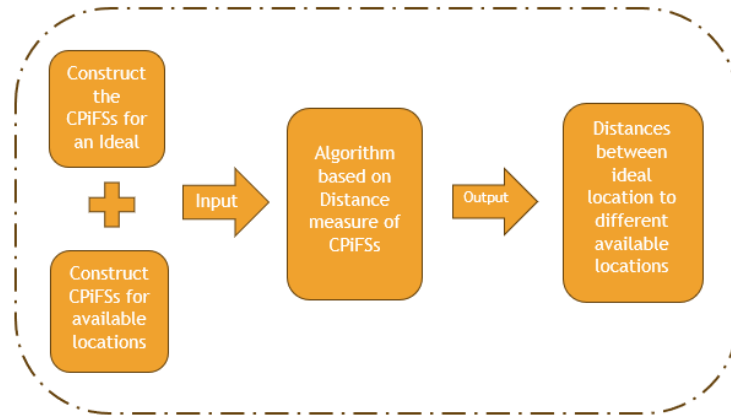 Construct
the
CPiFSs for
an Ideal
Construct
CPiFSs for
available
locations
Input
Algorithm
based on
Distance
measure of
CPiFSs
Output
Distances
between
ideal
location to
different
available
locations